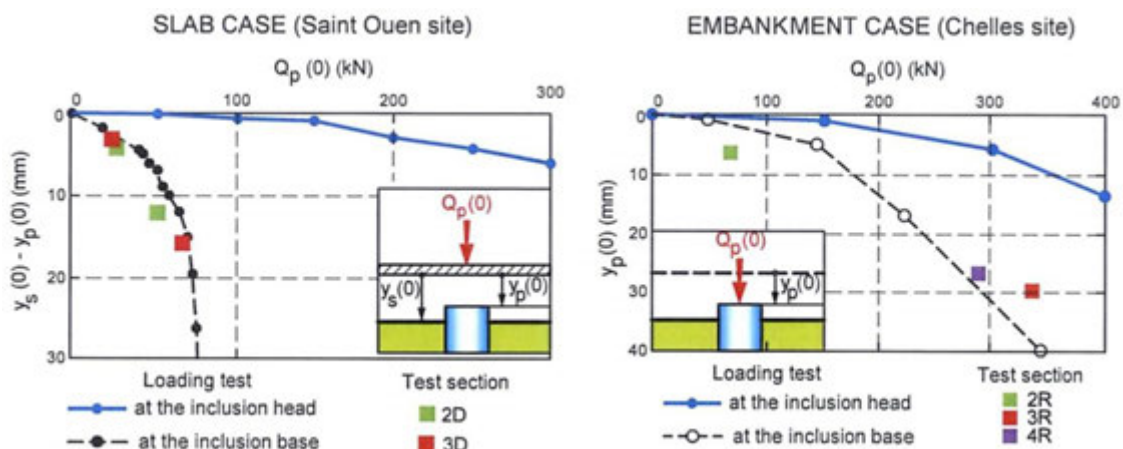 SLAB CASE (Saint Ouen site)
Qp (0) (kN)
0 100 200 300
0
10
20
30
ys (0) - yp (0) (mm)
Qp(0)
ys(0)
yp(0)
Loading test
at the inclusion head
at the inclusion base
Test section
2D
3D
EMBANKMENT CASE (Chelles site)
Qp(0) (kN)
0 100 200 300 400
0
10
20
30
40
yp(0) (mm)
Qp(0)
yp(0)
Loading test
at the inclusion head
at the inclusion base
Test section
2R
3R
4R